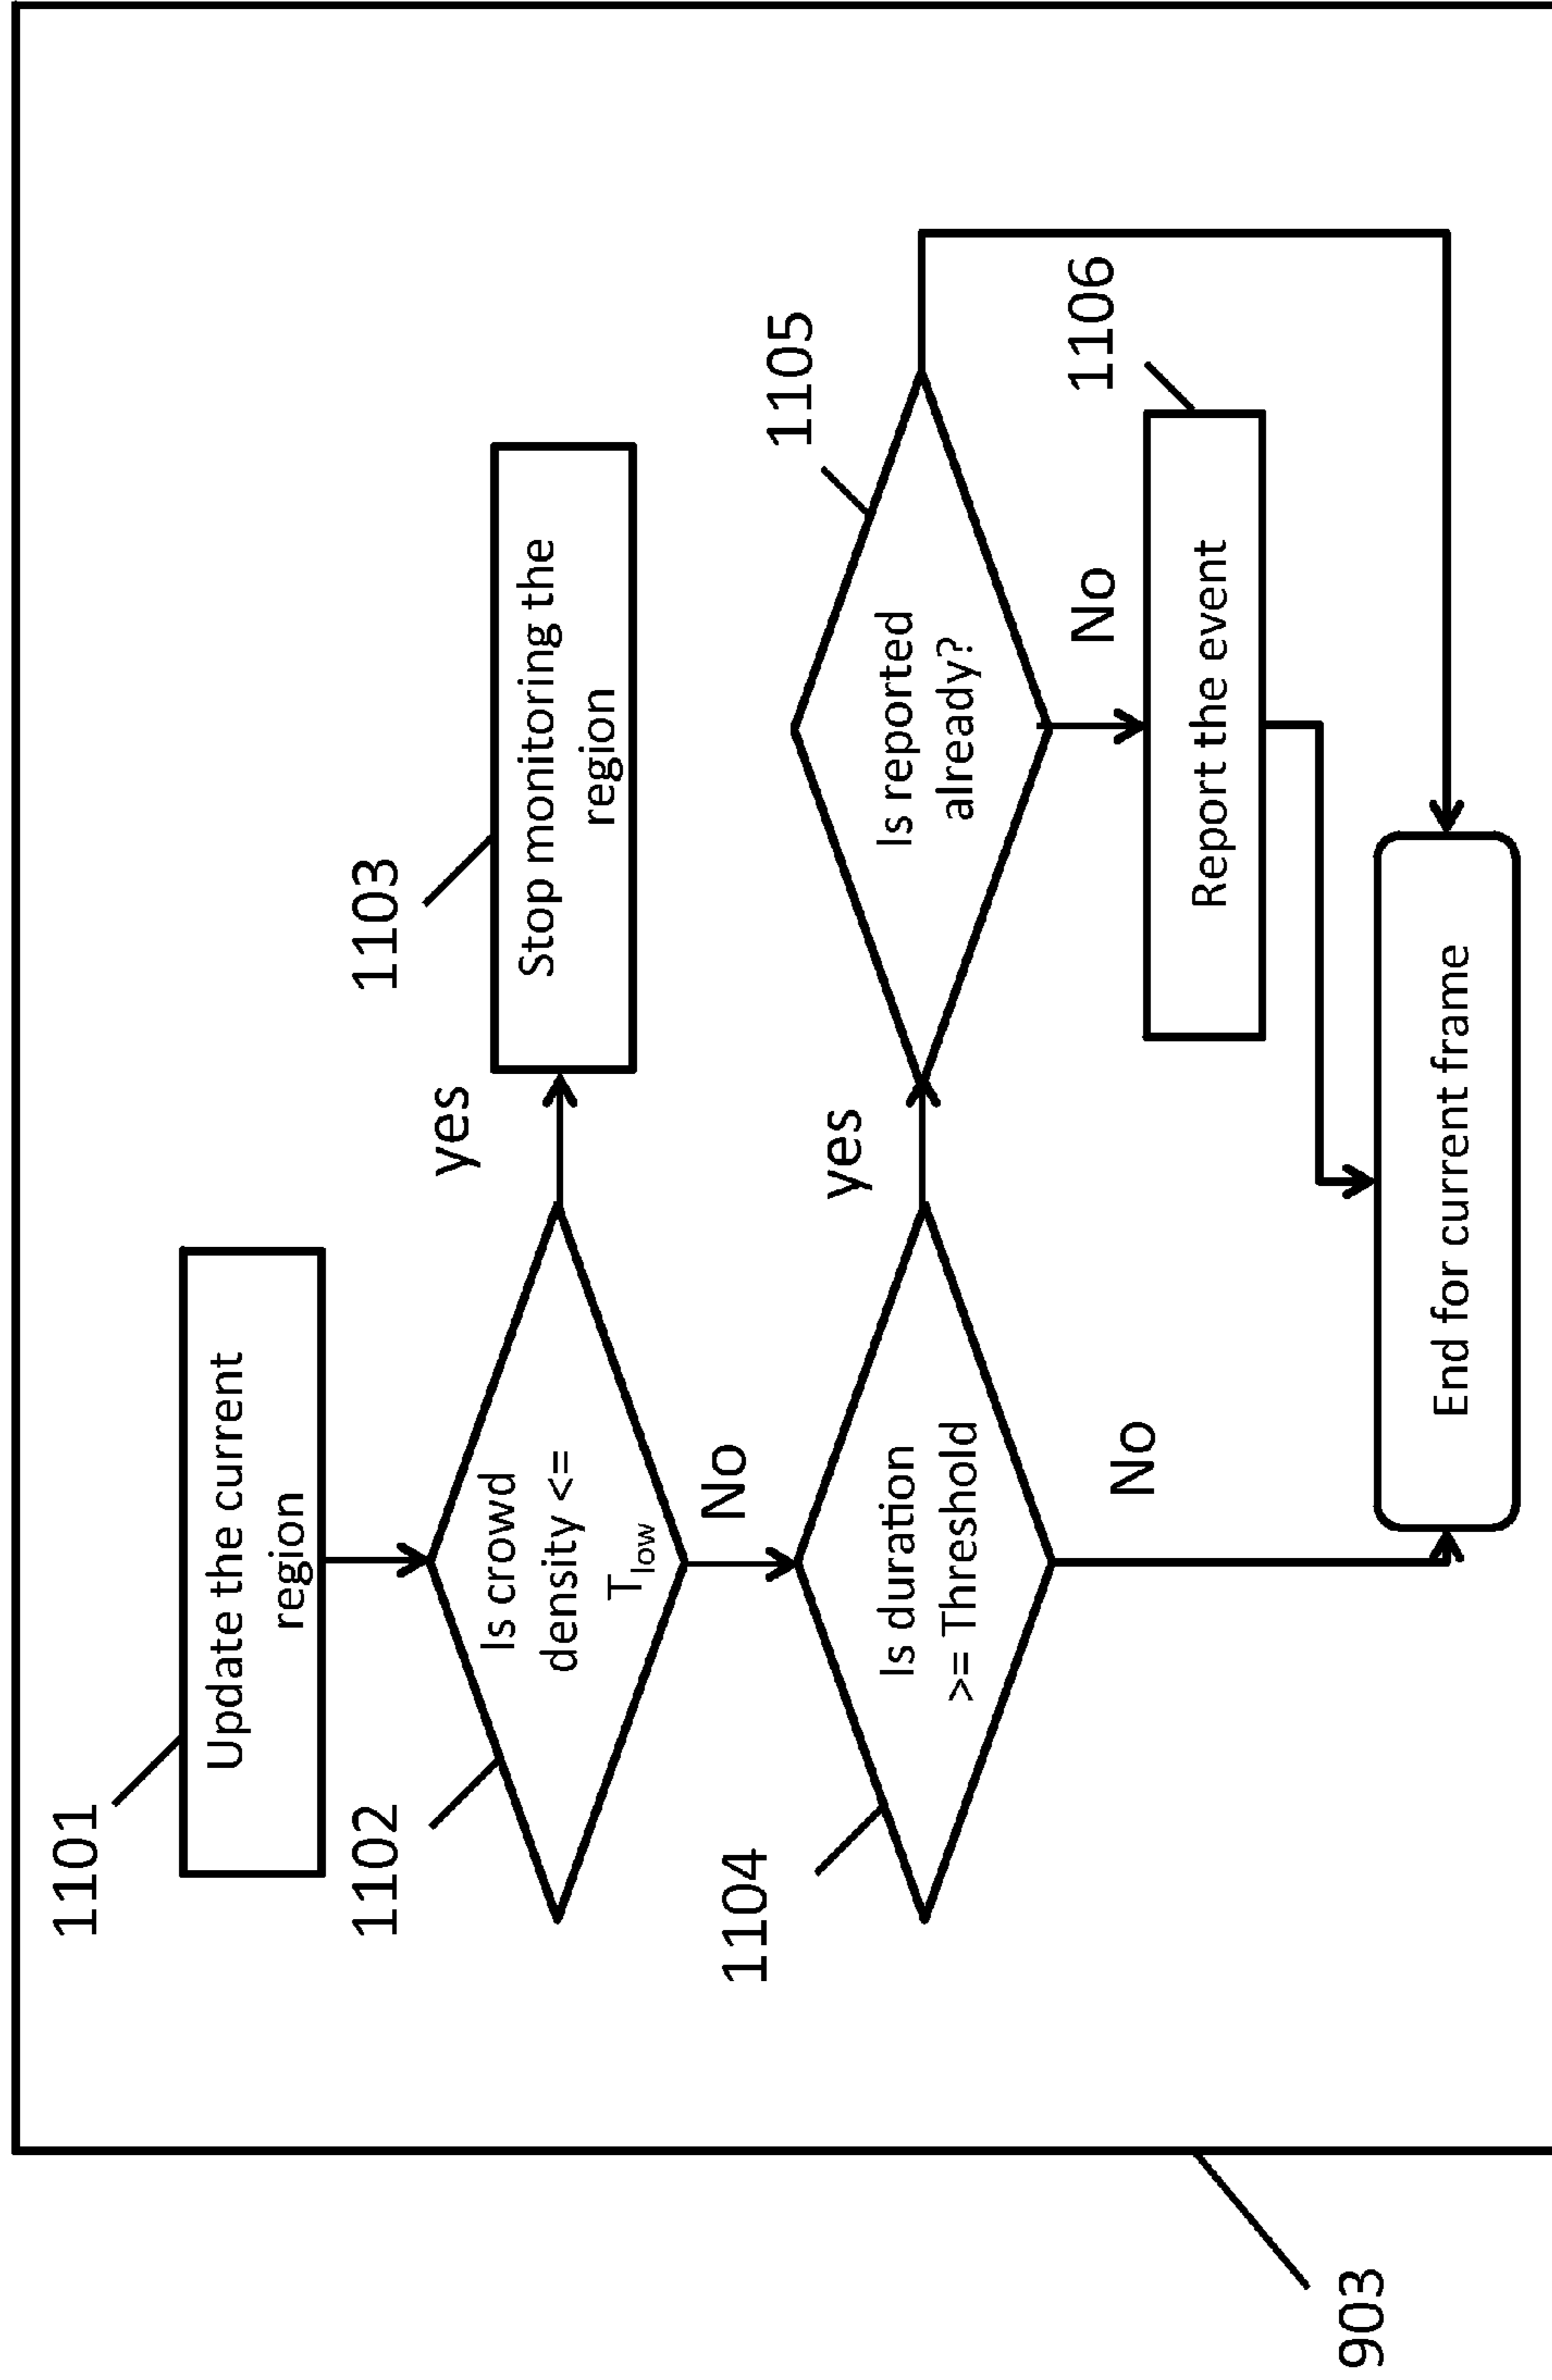 1101
Update the current
region
1102
Is crowd
density <=
Tlow
yes
1103
Stop monitoring the
region
No
1104
Is duration
>= Threshold
yes
1105
Is reported
already?
No
1106
Report the event
No
End for current frame
903